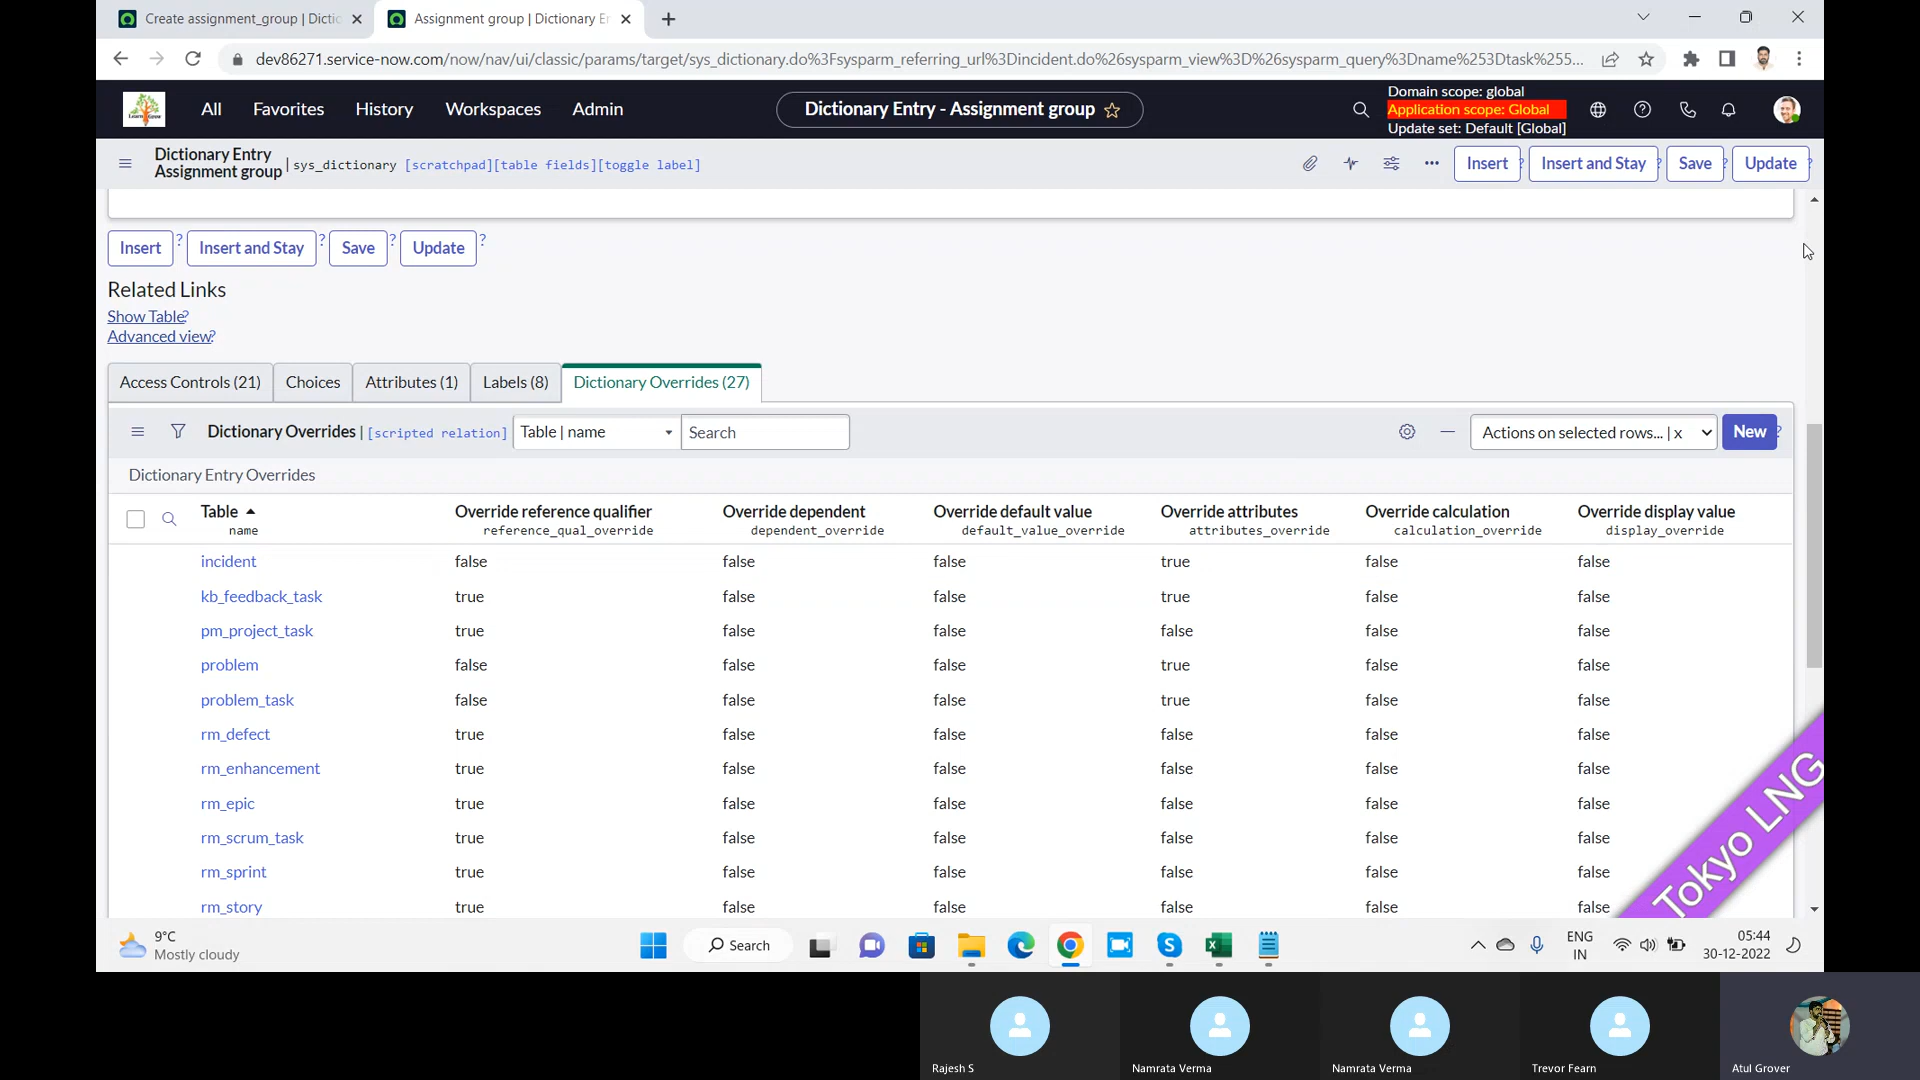 Create assignment_group | Dictio
Assignment group | Dictionary E
dev86271.service-now.com/now/nav/ui/classic/params/target/sys_dictionary.do%3Fsysparm_referring_url%3Dincident.do%26sysparm_view%3D%26sysparm_query%3Dname%253Dtask%255...
All Favorites History Workspaces Admin
Dictionary Entry - Assignment group
Domain scope: global
Application scope: Global
Update set: Default [Global]
Dictionary Entry
Assignment group | sys_dictionary [scratchpad][table fields][toggle label]
Insert ? Insert and Stay ? Save ? Update ?
Insert ? Insert and Stay ? Save ? Update ?
Related Links
Show Table?
Advanced view?
Access Controls (21) Choices Attributes (1) Labels (8) Dictionary Overrides (27)
Dictionary Overrides | [scripted relation] Table | name Search Actions on selected rows... | x New ?
Dictionary Entry Overrides
Table Override reference qualifier Override dependent Override default value Override attributes Override calculation Override display value
name reference_qual_override dependent_override default_value_override attributes_override calculation_override display_override
incident false false false true false false
kb_feedback_task true false false true false false
pm_project_task true false false false false false
problem false false false true false false
problem_task false false false true false false
rm_defect true false false false false false
rm_enhancement true false false false false false
rm_epic true false false false false false
rm_scrum_task true false false false false false
rm_sprint true false false false false false
rm_story true false false false false false
Tokyo LNG
9°C
Mostly cloudy
Search
ENG
IN
05:44
30-12-2022
Rajesh S Namrata Verma Namrata Verma Trevor Fearn Atul Grover